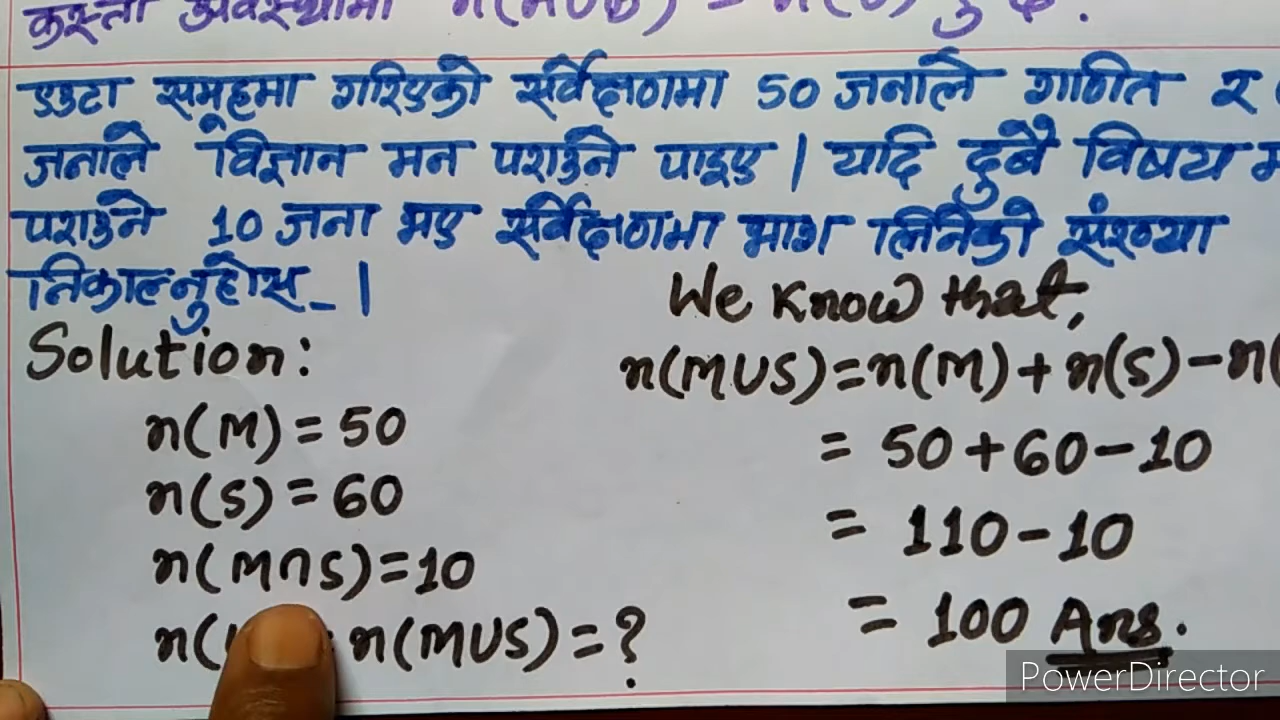 एउटा समूहमा गरिएको सर्वेक्षणमा 50 जनाले गणित र
जनाले विज्ञान मन पराउने पाइए | यदि दुबै विषय
पराउने 10 जना भए सर्वेक्षणमा भाग लिनेको संख्या
निकाल्नुहोस् |
Solution:
n(M) = 50
n(S) = 60
n(M∩S) = 10
n( n(MUS) = ?
We Know that,
n(MUS) = n(M) + n(S) - n(
= 50 + 60 - 10
= 110 - 10
= 100 Ans.
PowerDirector